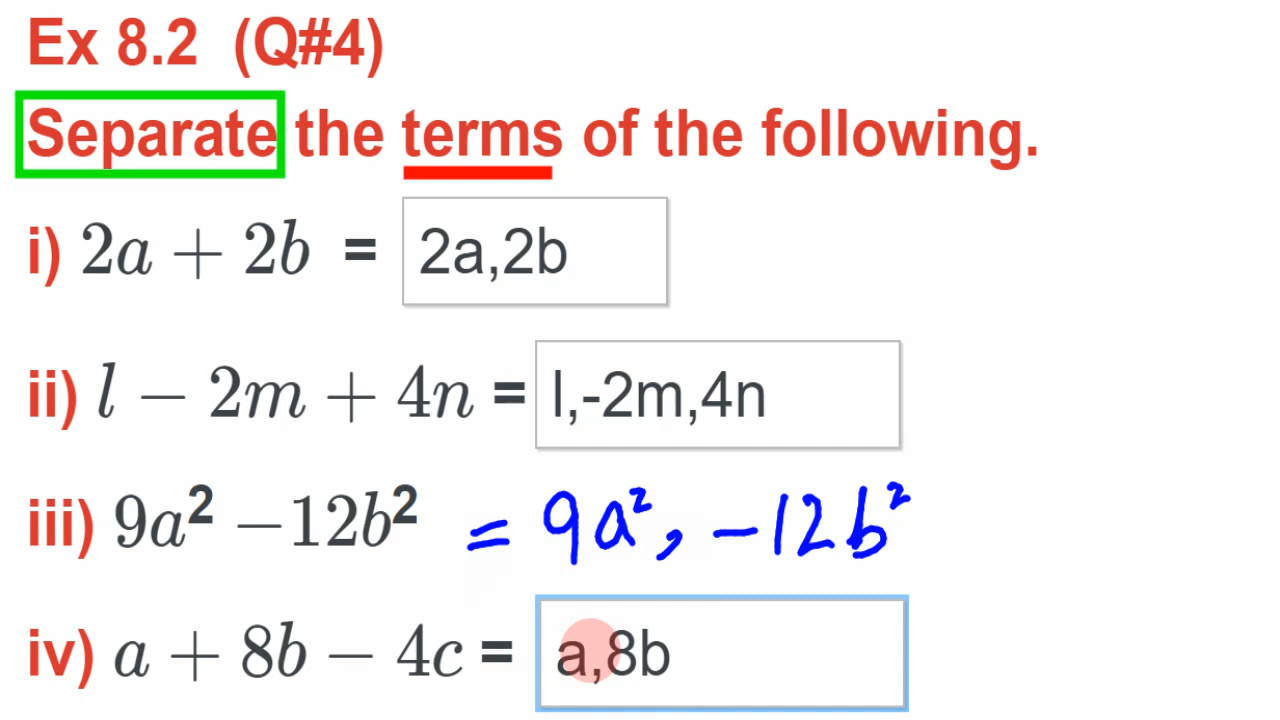 Ex 8.2 (Q#4)
Separate the terms of the following.
i) 2a + 2b = 2a,2b
ii) l − 2m + 4n = l,-2m,4n
iii) 9a² −12b² = 9a², −12b²
iv) a + 8b − 4c = a,8b